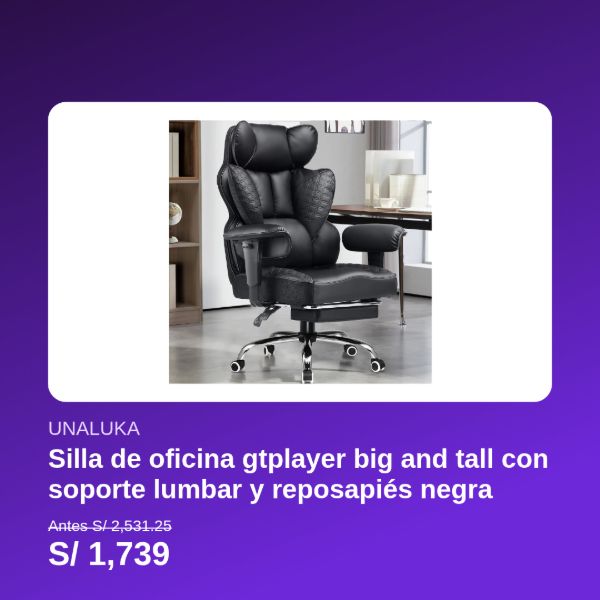 UNALUKA
Silla de oficina gtplayer big and tall con
soporte lumbar y reposapiés negra
Antes S/ 2,531.25
S/ 1,739